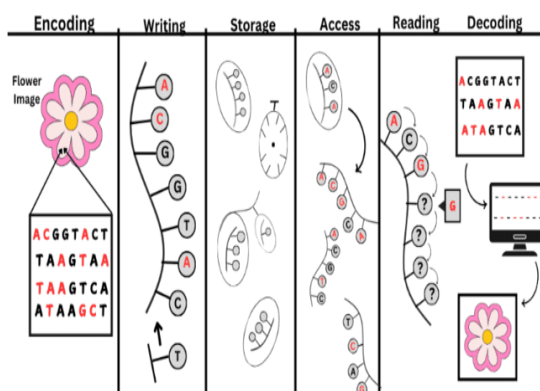 Encoding
Writing
Storage
Access
Reading
Decoding
Flower
Image
ACGGTACT
TAAGTAA
TAAGTCA
ATAAGCT
A
C
G
G
T
A
C
T
A
C
A
A
C
G
C
A
A
C
G
T
C
T
C
A
A
C
G
?
?
?
?
G
ACGGTACT
TAAGTAA
ATAGTCA